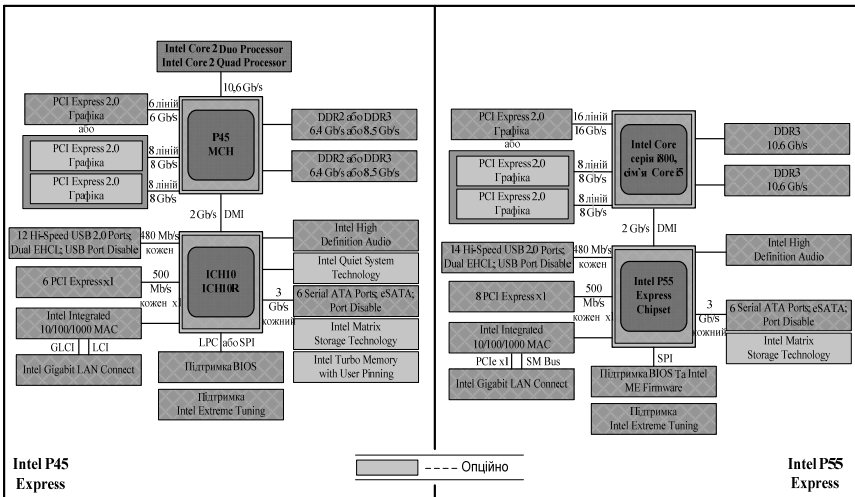 Intel Core 2 Duo Processor
Intel Core 2 Quad Processor
10,6 Gb/s
PCI Express 2,0
Графіка
6 ліній
6 Gb/s
або
PCI Express 2,0
Графіка
8 ліній
8 Gb/s
PCI Express 2,0
Графіка
8 ліній
8 Gb/s
P45
MCH
DDR2 або DDR3
6.4 Gb/s або 8.5 Gb/s
DDR2 або DDR3
6.4 Gb/s або 8.5 Gb/s
2 Gb/s DMI
12 Hi-Speed USB 2.0 Ports;
Dual EHCL; USB Port Disable
480 Mb/s
кожен
6 PCI Express x1
500
Mb/s
кожен x1
Intel Integrated
10/100/1000 MAC
GLCI LCI
Intel Gigabit LAN Connect
ICH10
ICH10R
Intel High
Definition Audio
Intel Quiet System
Technology
3
Gb/s
кожний
6 Serial ATA Ports; eSATA;
Port Disable
Intel Matrix
Storage Technology
Intel Turbo Memory
with User Pinning
LPC або SPI
Підтримка BIOS
Підтримка
Intel Extreme Tuning
Intel P45
Express
PCI Express 2,0
Графіка
16 ліній
16 Gb/s
або
PCI Express 2,0
Графіка
8 ліній
8 Gb/s
PCI Express 2,0
Графіка
8 ліній
8 Gb/s
Intel Core
серія i800,
сім'я Core i5
DDR3
10,6 Gb/s
DDR3
10,6 Gb/s
2 Gb/s DMI
14 Hi-Speed USB 2.0 Ports;
Dual EHCL; USB Port Disable
480 Mb/s
кожен
8 PCI Express x1
500
Mb/s
кожен x1
Intel Integrated
10/100/1000 MAC
PCIe x1 SM Bus
Intel Gigabit LAN Connect
Intel P55
Express
Chipset
Intel High
Definition Audio
3
Gb/s
кожний
6 Serial ATA Ports; eSATA;
Port Disable
Intel Matrix
Storage Technology
SPI
Підтримка BIOS Та Intel
ME Firmware
Підтримка
Intel Extreme Tuning
Intel P55
Express
---- Опційно